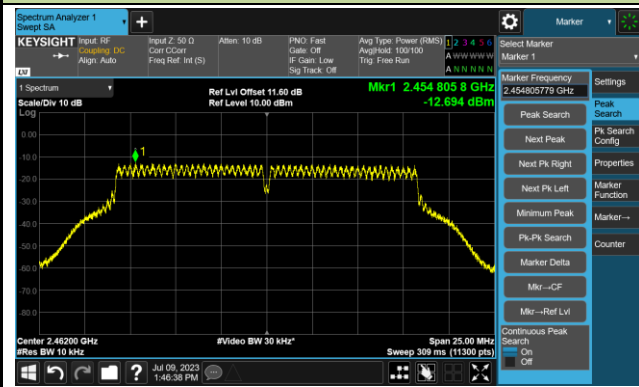 Spectrum Analyzer 1
Swept SA
+
Marker
KEYSIGHT
Input: RF
Coupling: DC
Align: Auto
Input Z: 50 Ω
Corr CCorr
Freq Ref: Int (S)
Atten: 10 dB
PNO: Fast
Gate: Off
IF Gain: Low
Sig Track: Off
Avg Type: Power (RMS)
Avg|Hold: 100/100
Trig: Free Run
1 2 3 4 5 6
A W W W W W
A N N N N N
LXI
Select Marker
Marker 1
1 Spectrum
Scale/Div 10 dB
Log
Ref Lvl Offset 11.60 dB
Ref Level 10.00 dBm
Mkr1 2.454 805 8 GHz
-12.694 dBm
1
0.00
-10.0
-20.0
-30.0
-40.0
-50.0
-60.0
-70.0
-80.0
Center 2.46200 GHz
#Res BW 10 kHz
#Video BW 30 kHz*
Span 25.00 MHz
Sweep 309 ms (11300 pts)
Marker Frequency
2.454805779 GHz
Peak Search
Next Peak
Next Pk Right
Next Pk Left
Minimum Peak
Pk-Pk Search
Marker Delta
Mkr→CF
Mkr→Ref Lvl
Continuous Peak
Search
On
Off
Settings
Peak
Search
Pk Search
Config
Properties
Marker
Function
Marker→
Counter
?
Jul 09, 2023
1:46:38 PM